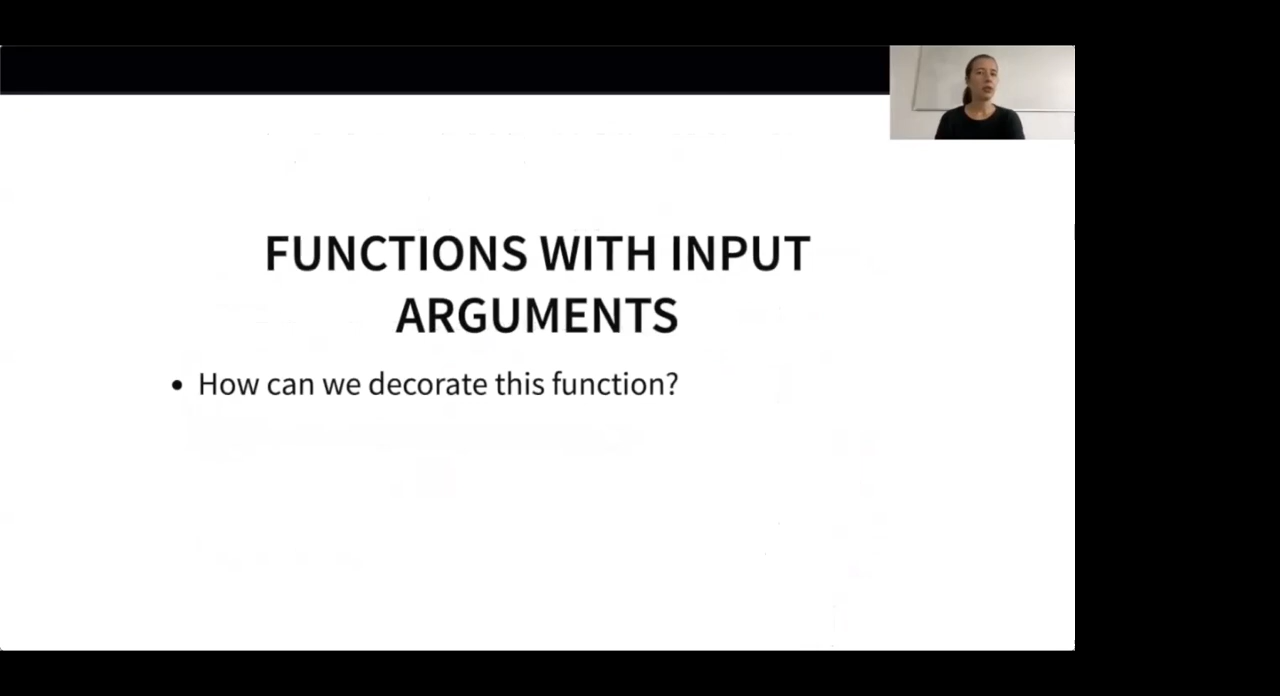 FUNCTIONS WITH INPUT
ARGUMENTS
• How can we decorate this function?